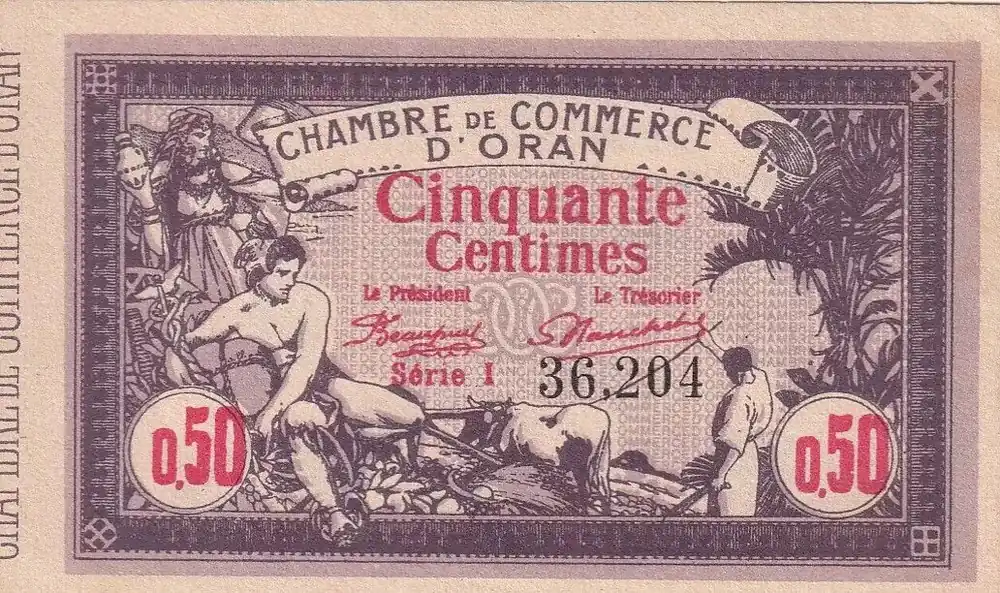 CHAMBRE DE COMMERCE
D'ORAN
Cinquante
Centimes
Le Président
Le Trésorier
Série I
36,204
0,50
0,50